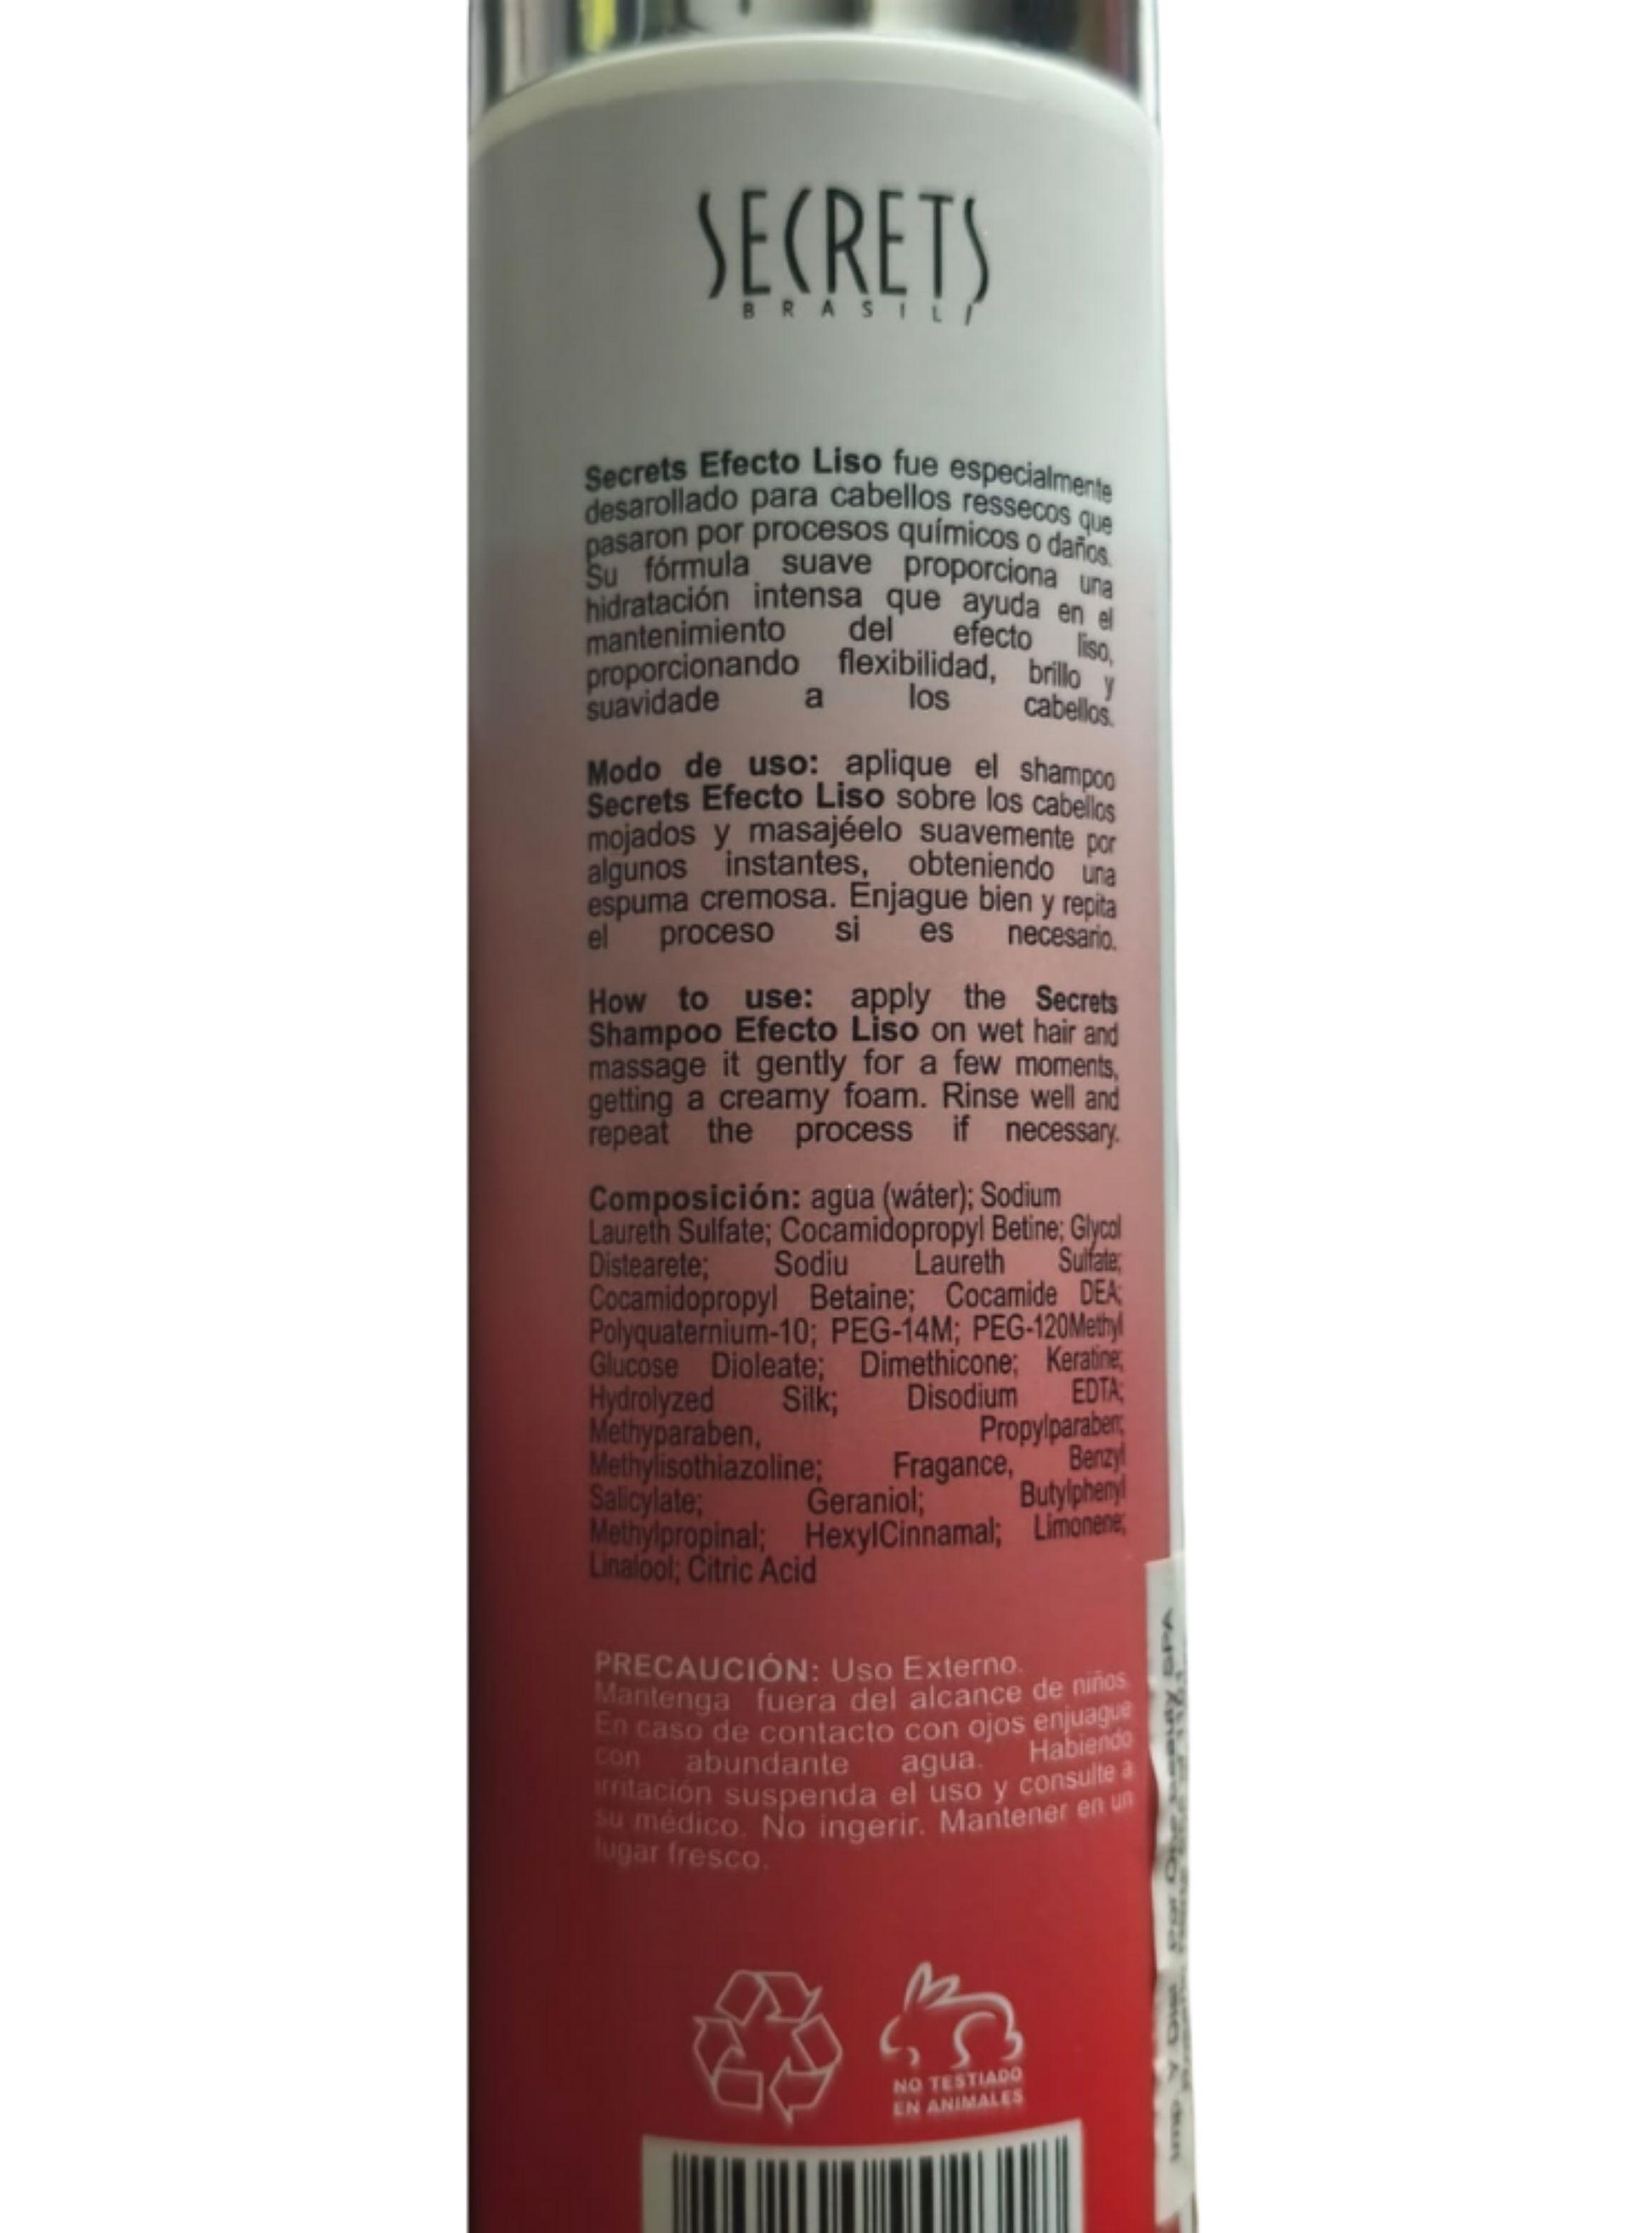 SECRETS
BRASIL
Secrets Efecto Liso fue especialmente
desarollado para cabellos ressecos que
pasaron por procesos químicos o daños.
Su fórmula suave proporciona una
hidratación intensa que ayuda en el
mantenimiento del efecto liso,
proporcionando flexibilidad, brillo y
suavidade a los cabellos.
Modo de uso: aplique el shampoo
Secrets Efecto Liso sobre los cabellos
mojados y masajéelo suavemente por
algunos instantes, obteniendo una
espuma cremosa. Enjague bien y repita
el proceso si es necesario.
How to use: apply the Secrets
Shampoo Efecto Liso on wet hair and
massage it gently for a few moments,
getting a creamy foam. Rinse well and
repeat the process if necessary.
Composición: agua (wáter); Sodium
Laureth Sulfate; Cocamidopropyl Betine; Glycol
Distearete; Sodiu Laureth Sulfate;
Cocamidopropyl Betaine; Cocamide DEA;
Polyquaternium-10; PEG-14M; PEG-120Methyl
Glucose Dioleate; Dimethicone; Keratine;
Hydrolyzed Silk; Disodium EDTA;
Methyparaben, Propylparaben;
Methylisothiazoline; Fragance, Benzyl
Salicylate; Geraniol; Butylphenyl
Methylpropinal; HexylCinnamal; Limonene;
Linalool; Citric Acid
PRECAUCIÓN: Uso Externo.
Mantenga fuera del alcance de niños.
En caso de contacto con ojos enjuague
con abundante agua. Habiendo
irritación suspenda el uso y consulte a
su médico. No ingerir. Mantener en un
lugar fresco.
NO TESTIADO
EN ANIMALES